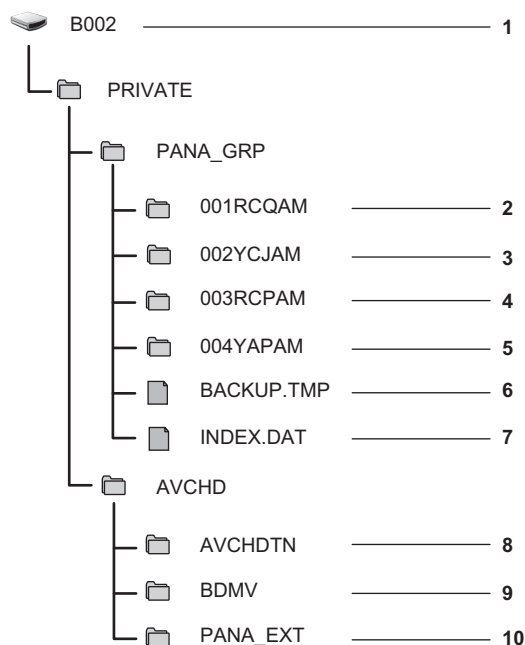 B002 1
PRIVATE
PANA_GRP
001RCQAM 2
002YCJAM 3
003RCPAM 4
004YAPAM 5
BACKUP.TMP 6
INDEX.DAT 7
AVCHD
AVCHDTN 8
BDMV 9
PANA_EXT 10